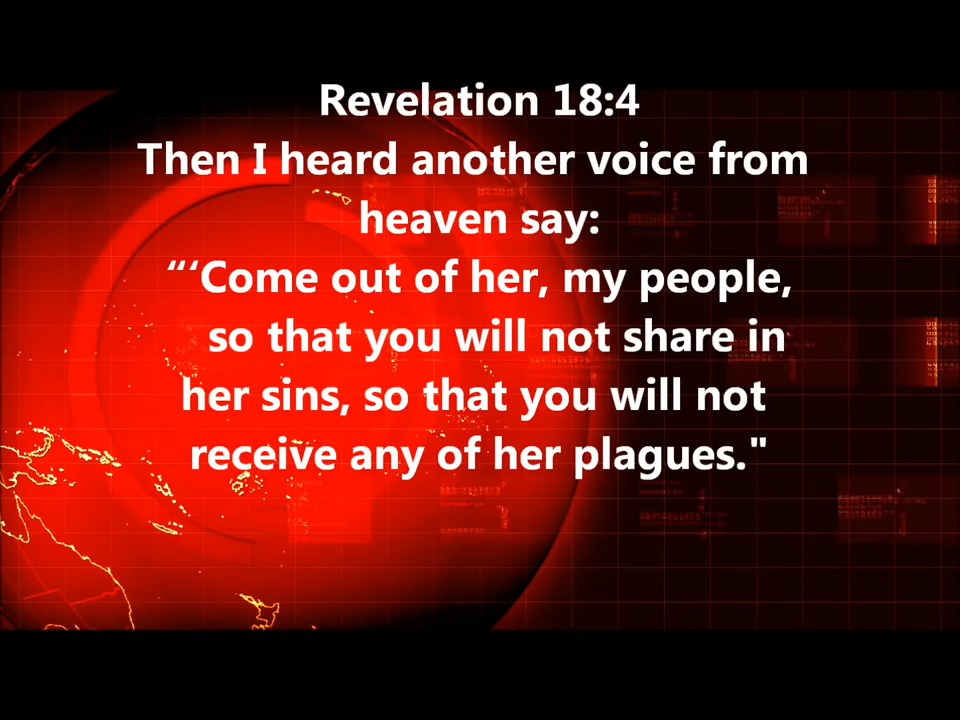 Revelation 18:4
Then I heard another voice from
heaven say:
“‘Come out of her, my people,
so that you will not share in
her sins, so that you will not
receive any of her plagues."